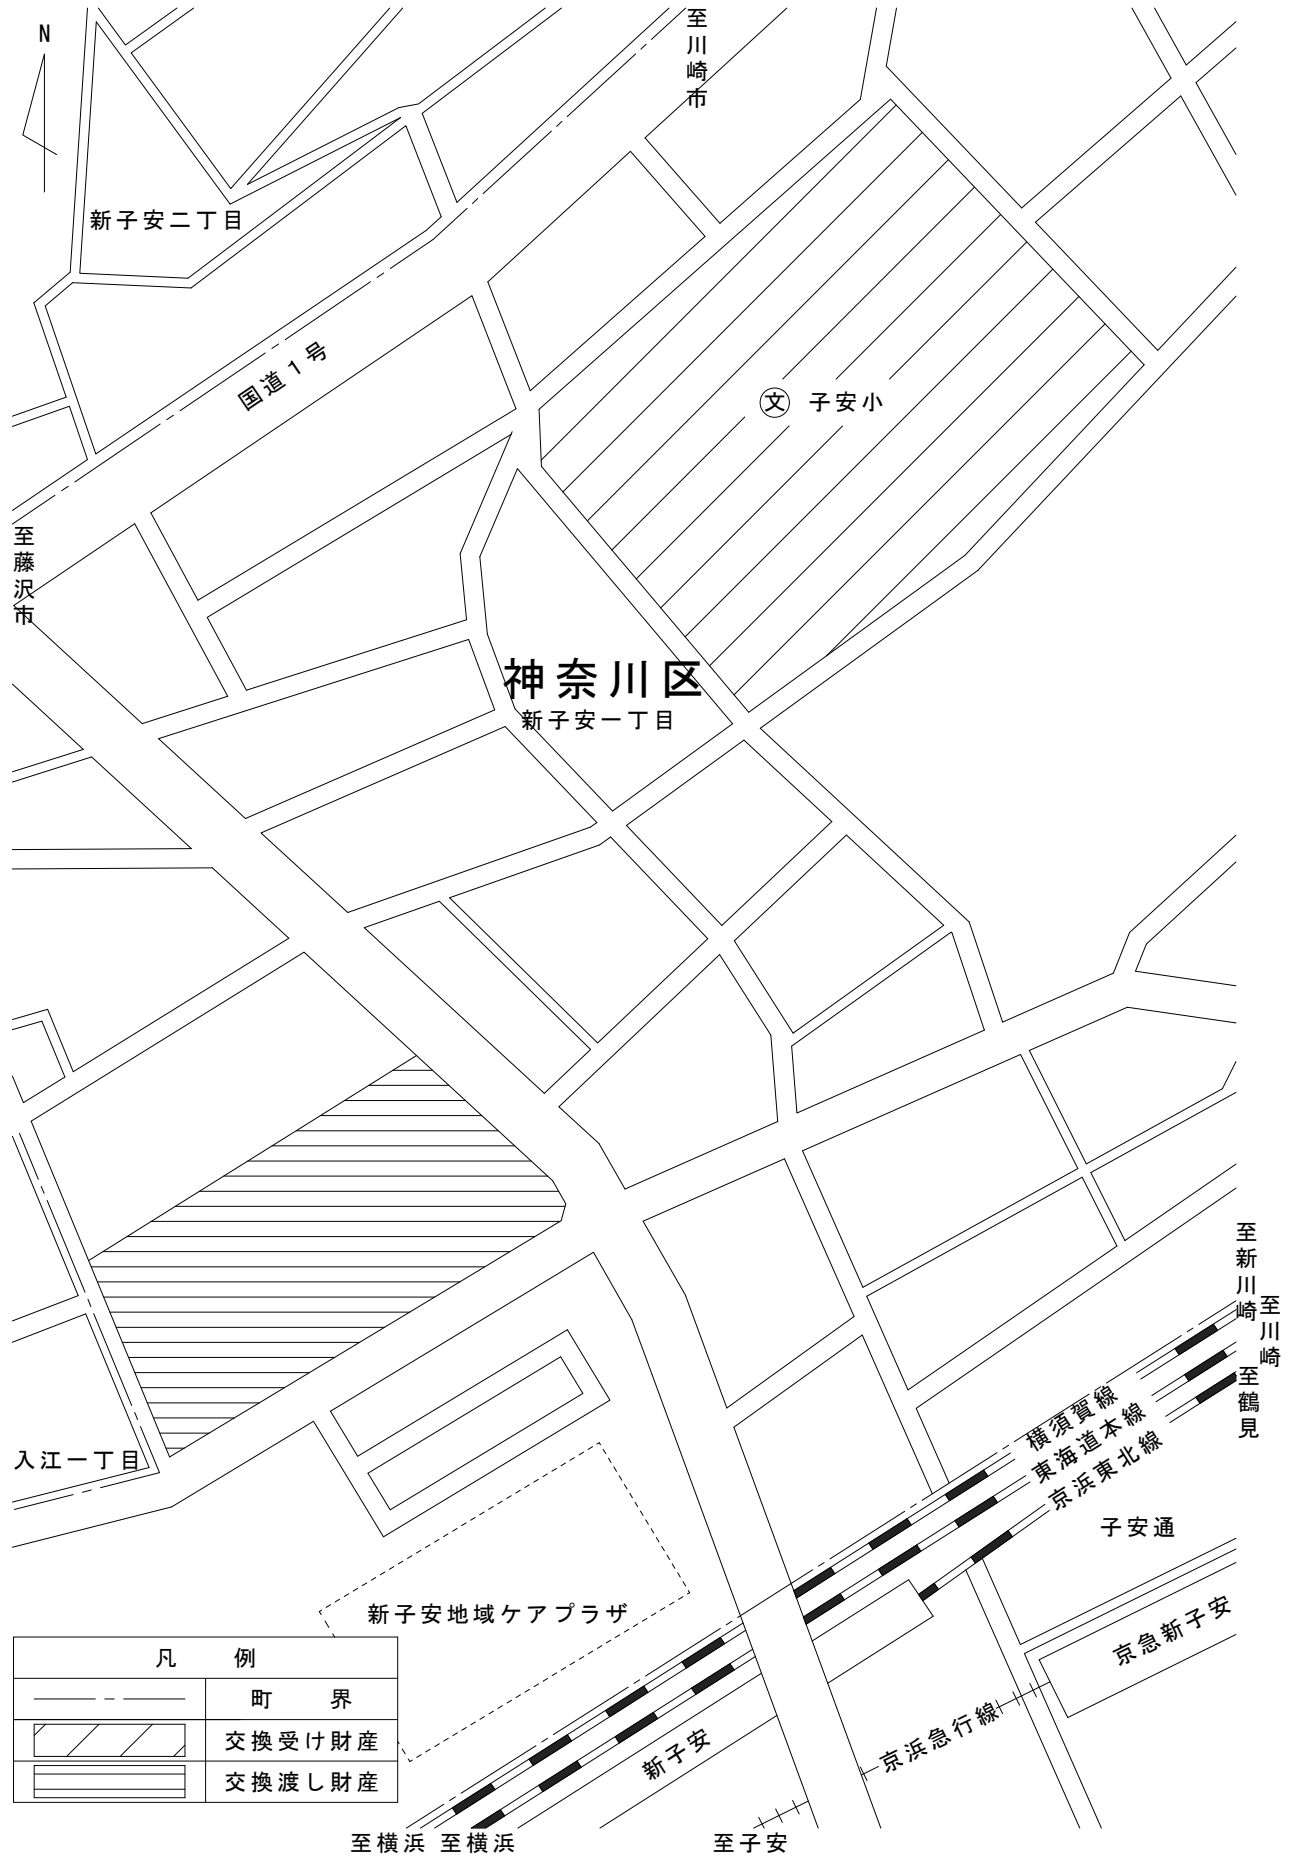 N
至川崎市
新子安二丁目
国道1号
文 子安小
至藤沢市
神奈川区
新子安一丁目
至新川崎
至川崎
至鶴見
横須賀線
東海道本線
京浜東北線
入江一丁目
子安通
新子安地域ケアプラザ
京急新子安
凡 例
町 界
交換受け財産
交換渡し財産
新子安
京浜急行線
至横浜 至横浜
至子安